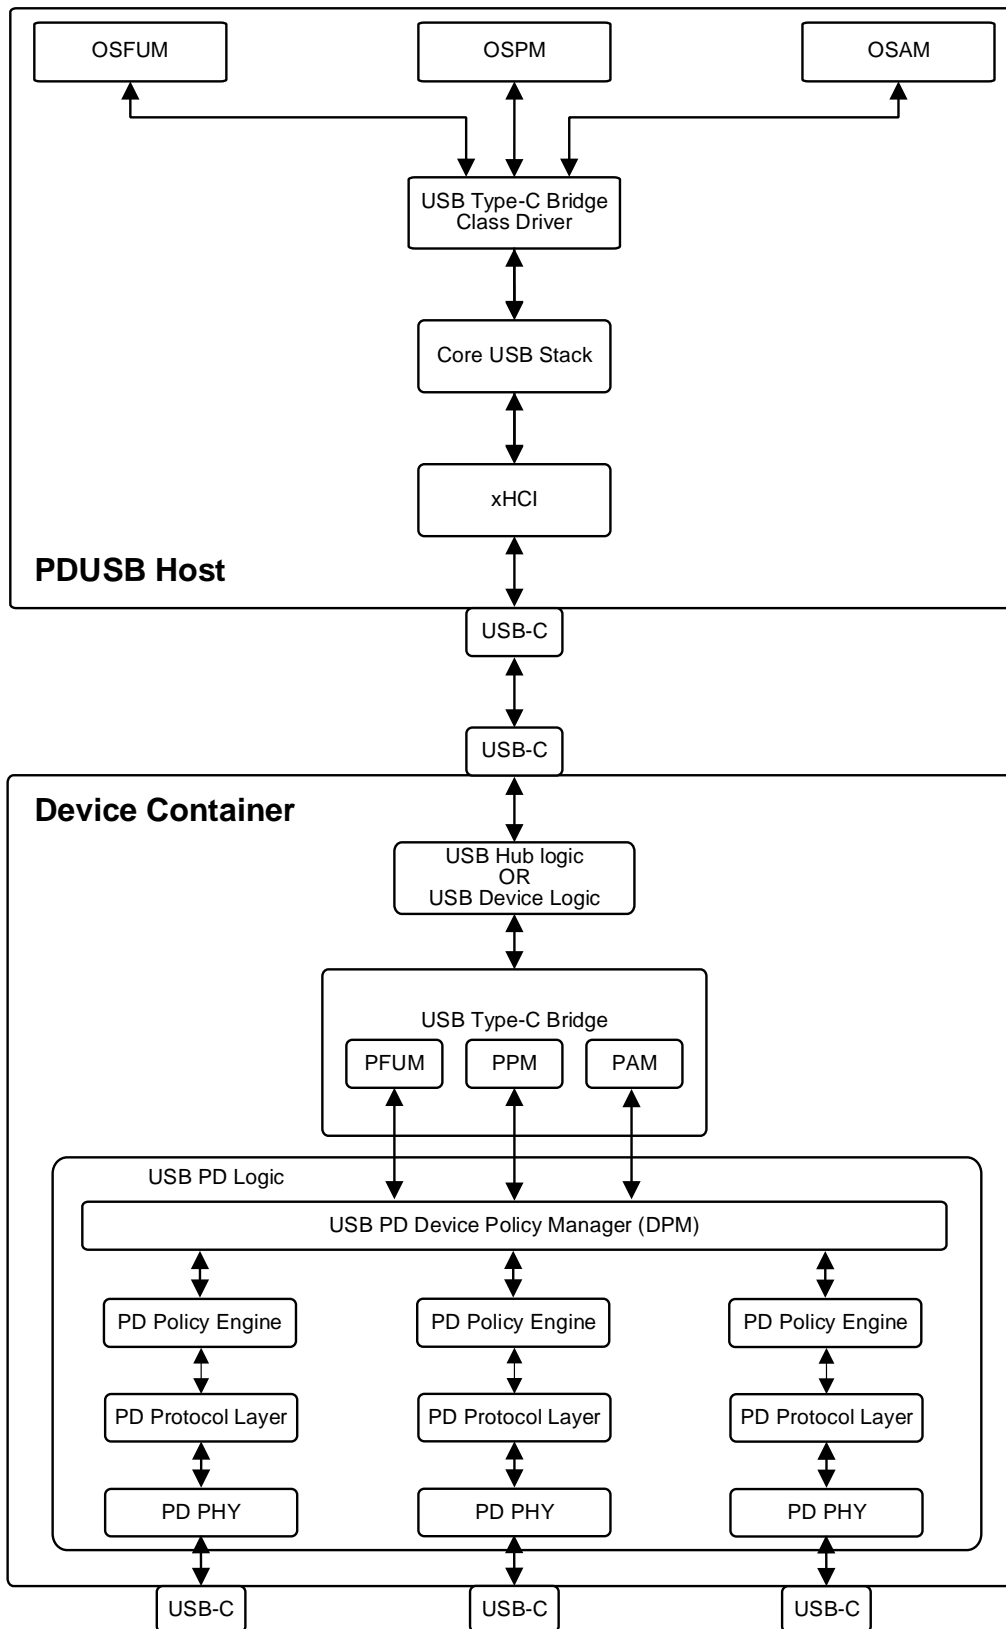 OSFUM
OSPM
OSAM
USB Type-C Bridge
Class Driver
Core USB Stack
xHCI
PDUSB Host
USB-C
USB-C
Device Container
USB Hub logic
OR
USB Device Logic
USB Type-C Bridge
PFUM
PPM
PAM
USB PD Logic
USB PD Device Policy Manager (DPM)
PD Policy Engine
PD Policy Engine
PD Policy Engine
PD Protocol Layer
PD Protocol Layer
PD Protocol Layer
PD PHY
PD PHY
PD PHY
USB-C
USB-C
USB-C